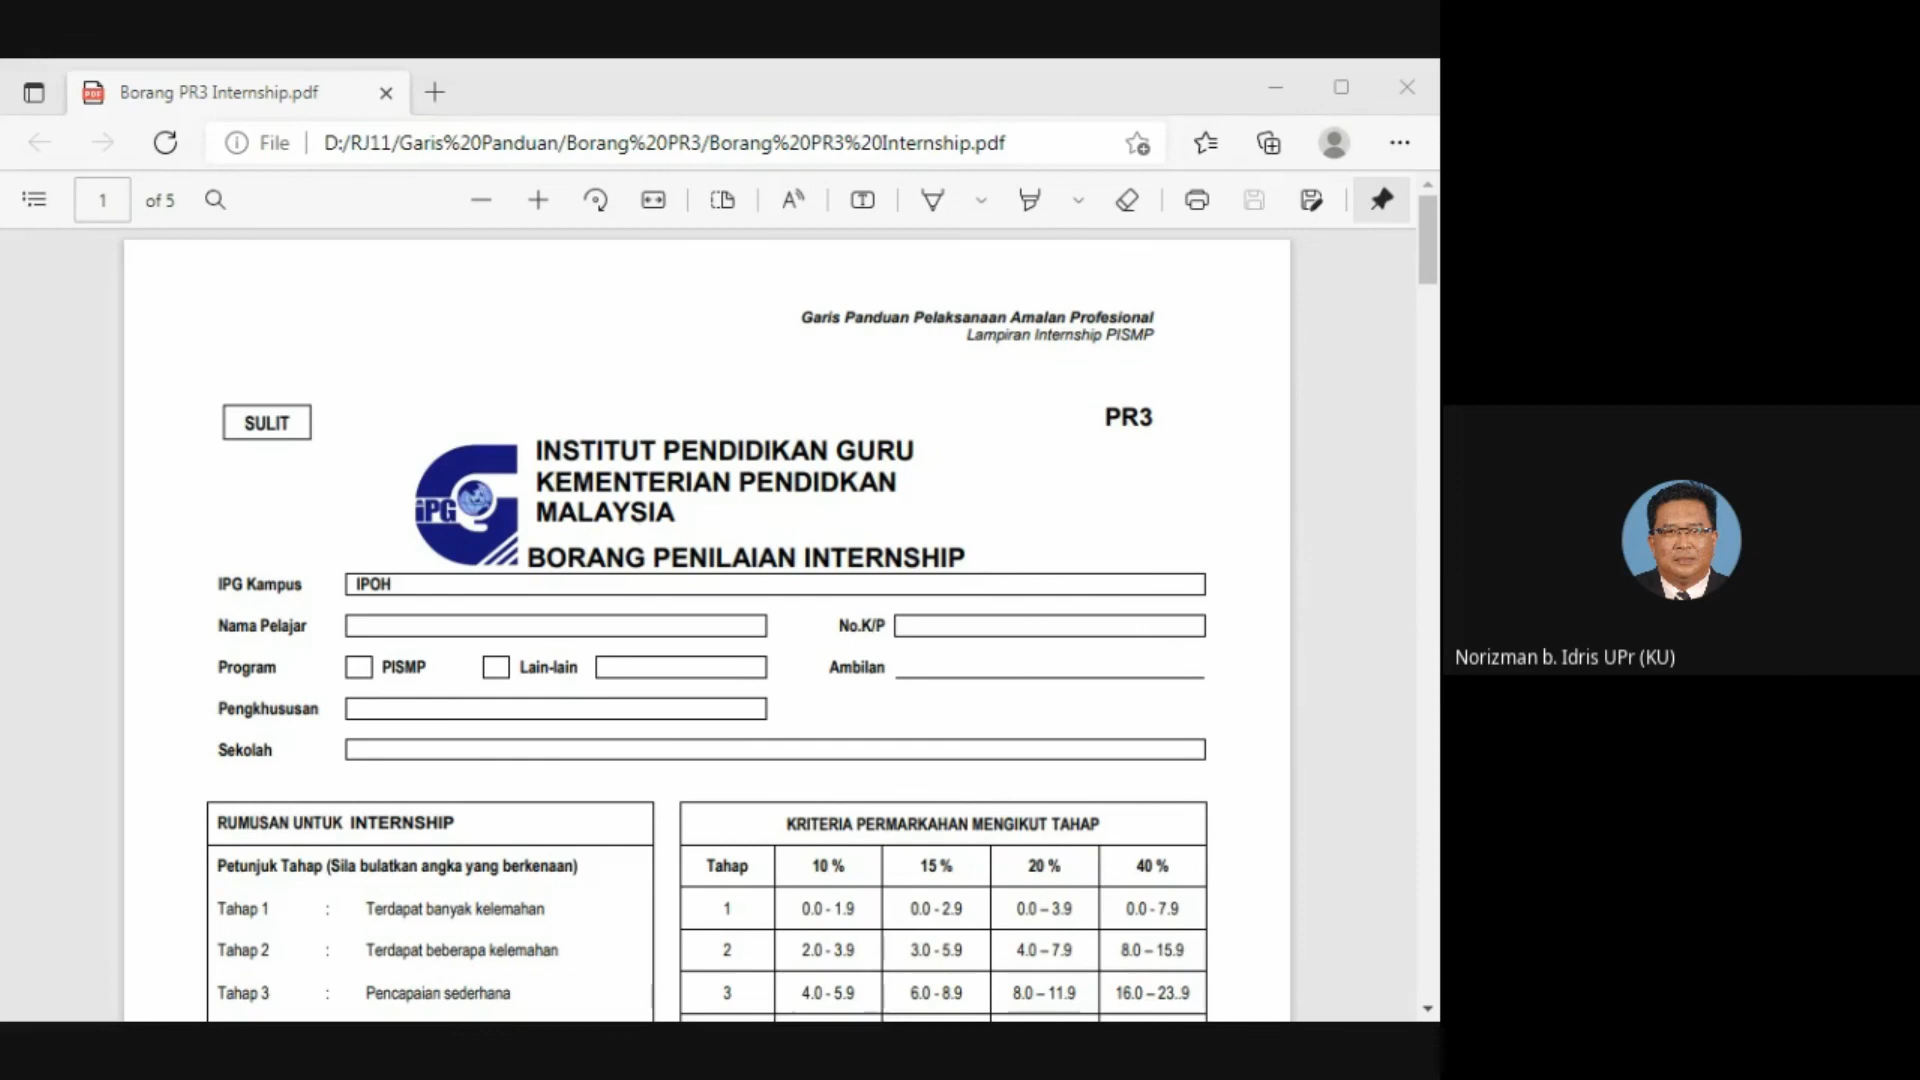 Borang PR3 Internship.pdf
File
D:/RJ11/Garis%20Panduan/Borang%20PR3/Borang%20PR3%20Internship.pdf
1 of 5
Garis Panduan Pelaksanaan Amalan Profesional
Lampiran Internship PISMP
SULIT
PR3
iPG
INSTITUT PENDIDIKAN GURU
KEMENTERIAN PENDIDKAN
MALAYSIA
BORANG PENILAIAN INTERNSHIP
IPG Kampus IPOH
Nama Pelajar No.K/P
Program PISMP Lain-lain Ambilan
Pengkhususan
Sekolah
RUMUSAN UNTUK INTERNSHIP
Petunjuk Tahap (Sila bulatkan angka yang berkenaan)
Tahap 1 : Terdapat banyak kelemahan
Tahap 2 : Terdapat beberapa kelemahan
Tahap 3 : Pencapaian sederhana
KRITERIA PERMARKAHAN MENGIKUT TAHAP
Tahap 10 % 15 % 20 % 40 %
1 0.0 - 1.9 0.0 - 2.9 0.0 – 3.9 0.0 - 7.9
2 2.0 - 3.9 3.0 - 5.9 4.0 – 7.9 8.0 – 15.9
3 4.0 - 5.9 6.0 - 8.9 8.0 – 11.9 16.0 – 23..9
Norizman b. Idris UPr (KU)